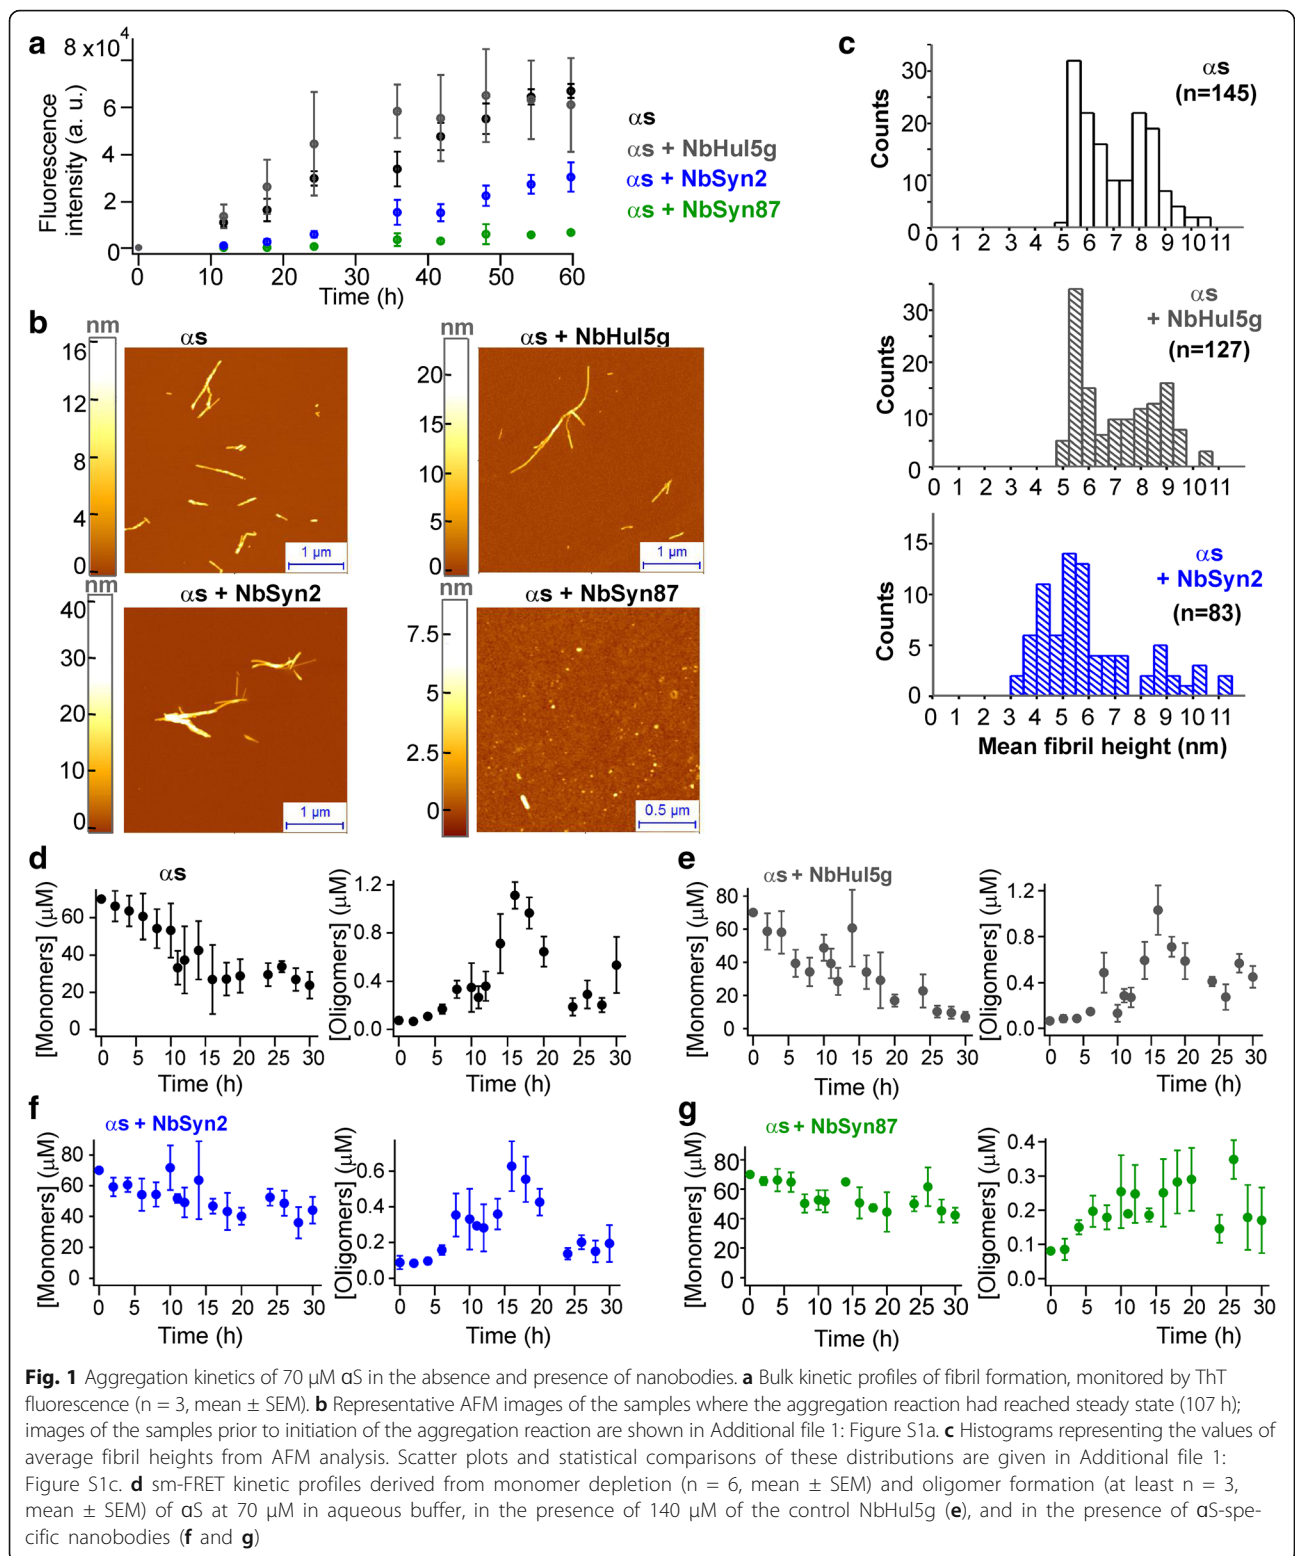 a
8 x10⁴
6
4
2
0
Fluorescence
intensity (a. u.)
0 10 20 30 40 50 60
Time (h)
αs
αs + NbHul5g
αs + NbSyn2
αs + NbSyn87
b
nm
16
12
8
4
0
αs
1 µm
nm
20
15
10
5
0
αs + NbHul5g
1 µm
nm
40
30
20
10
0
αs + NbSyn2
1 µm
7.5
5
2.5
0
αs + NbSyn87
0.5 µm
c
Counts
30
20
10
0
αs
(n=145)
0 1 2 3 4 5 6 7 8 9 10 11
Counts
30
20
10
0
αs
+ NbHul5g
(n=127)
0 1 2 3 4 5 6 7 8 9 10 11
Counts
15
10
5
0
αs
+ NbSyn2
(n=83)
0 1 2 3 4 5 6 7 8 9 10 11
Mean fibril height (nm)
d
αs
[Monomers] (µM)
60
40
20
0
0 5 10 15 20 25 30
Time (h)
[Oligomers] (µM)
1.2
0.8
0.4
0.0
0 5 10 15 20 25 30
Time (h)
e
αs + NbHul5g
[Monomers] (µM)
80
60
40
20
0
0 5 10 15 20 25 30
Time (h)
[Oligomers] (µM)
1.2
0.8
0.4
0.0
0 5 10 15 20 25 30
Time (h)
f
αs + NbSyn2
[Monomers] (µM)
80
60
40
20
0
0 5 10 15 20 25 30
Time (h)
[Oligomers] (µM)
0.6
0.4
0.2
0.0
0 5 10 15 20 25 30
Time (h)
g
αs + NbSyn87
[Monomers] (µM)
80
60
40
20
0
0 5 10 15 20 25 30
Time (h)
[Oligomers] (µM)
0.4
0.3
0.2
0.1
0.0
0 5 10 15 20 25 30
Time (h)
Fig. 1 Aggregation kinetics of 70 µM αS in the absence and presence of nanobodies. a Bulk kinetic profiles of fibril formation, monitored by ThT
fluorescence (n = 3, mean ± SEM). b Representative AFM images of the samples where the aggregation reaction had reached steady state (107 h);
images of the samples prior to initiation of the aggregation reaction are shown in Additional file 1: Figure S1a. c Histograms representing the values of
average fibril heights from AFM analysis. Scatter plots and statistical comparisons of these distributions are given in Additional file 1:
Figure S1c. d sm-FRET kinetic profiles derived from monomer depletion (n = 6, mean ± SEM) and oligomer formation (at least n = 3,
mean ± SEM) of αS at 70 µM in aqueous buffer, in the presence of 140 µM of the control NbHul5g (e), and in the presence of αS-spe-
cific nanobodies (f and g)